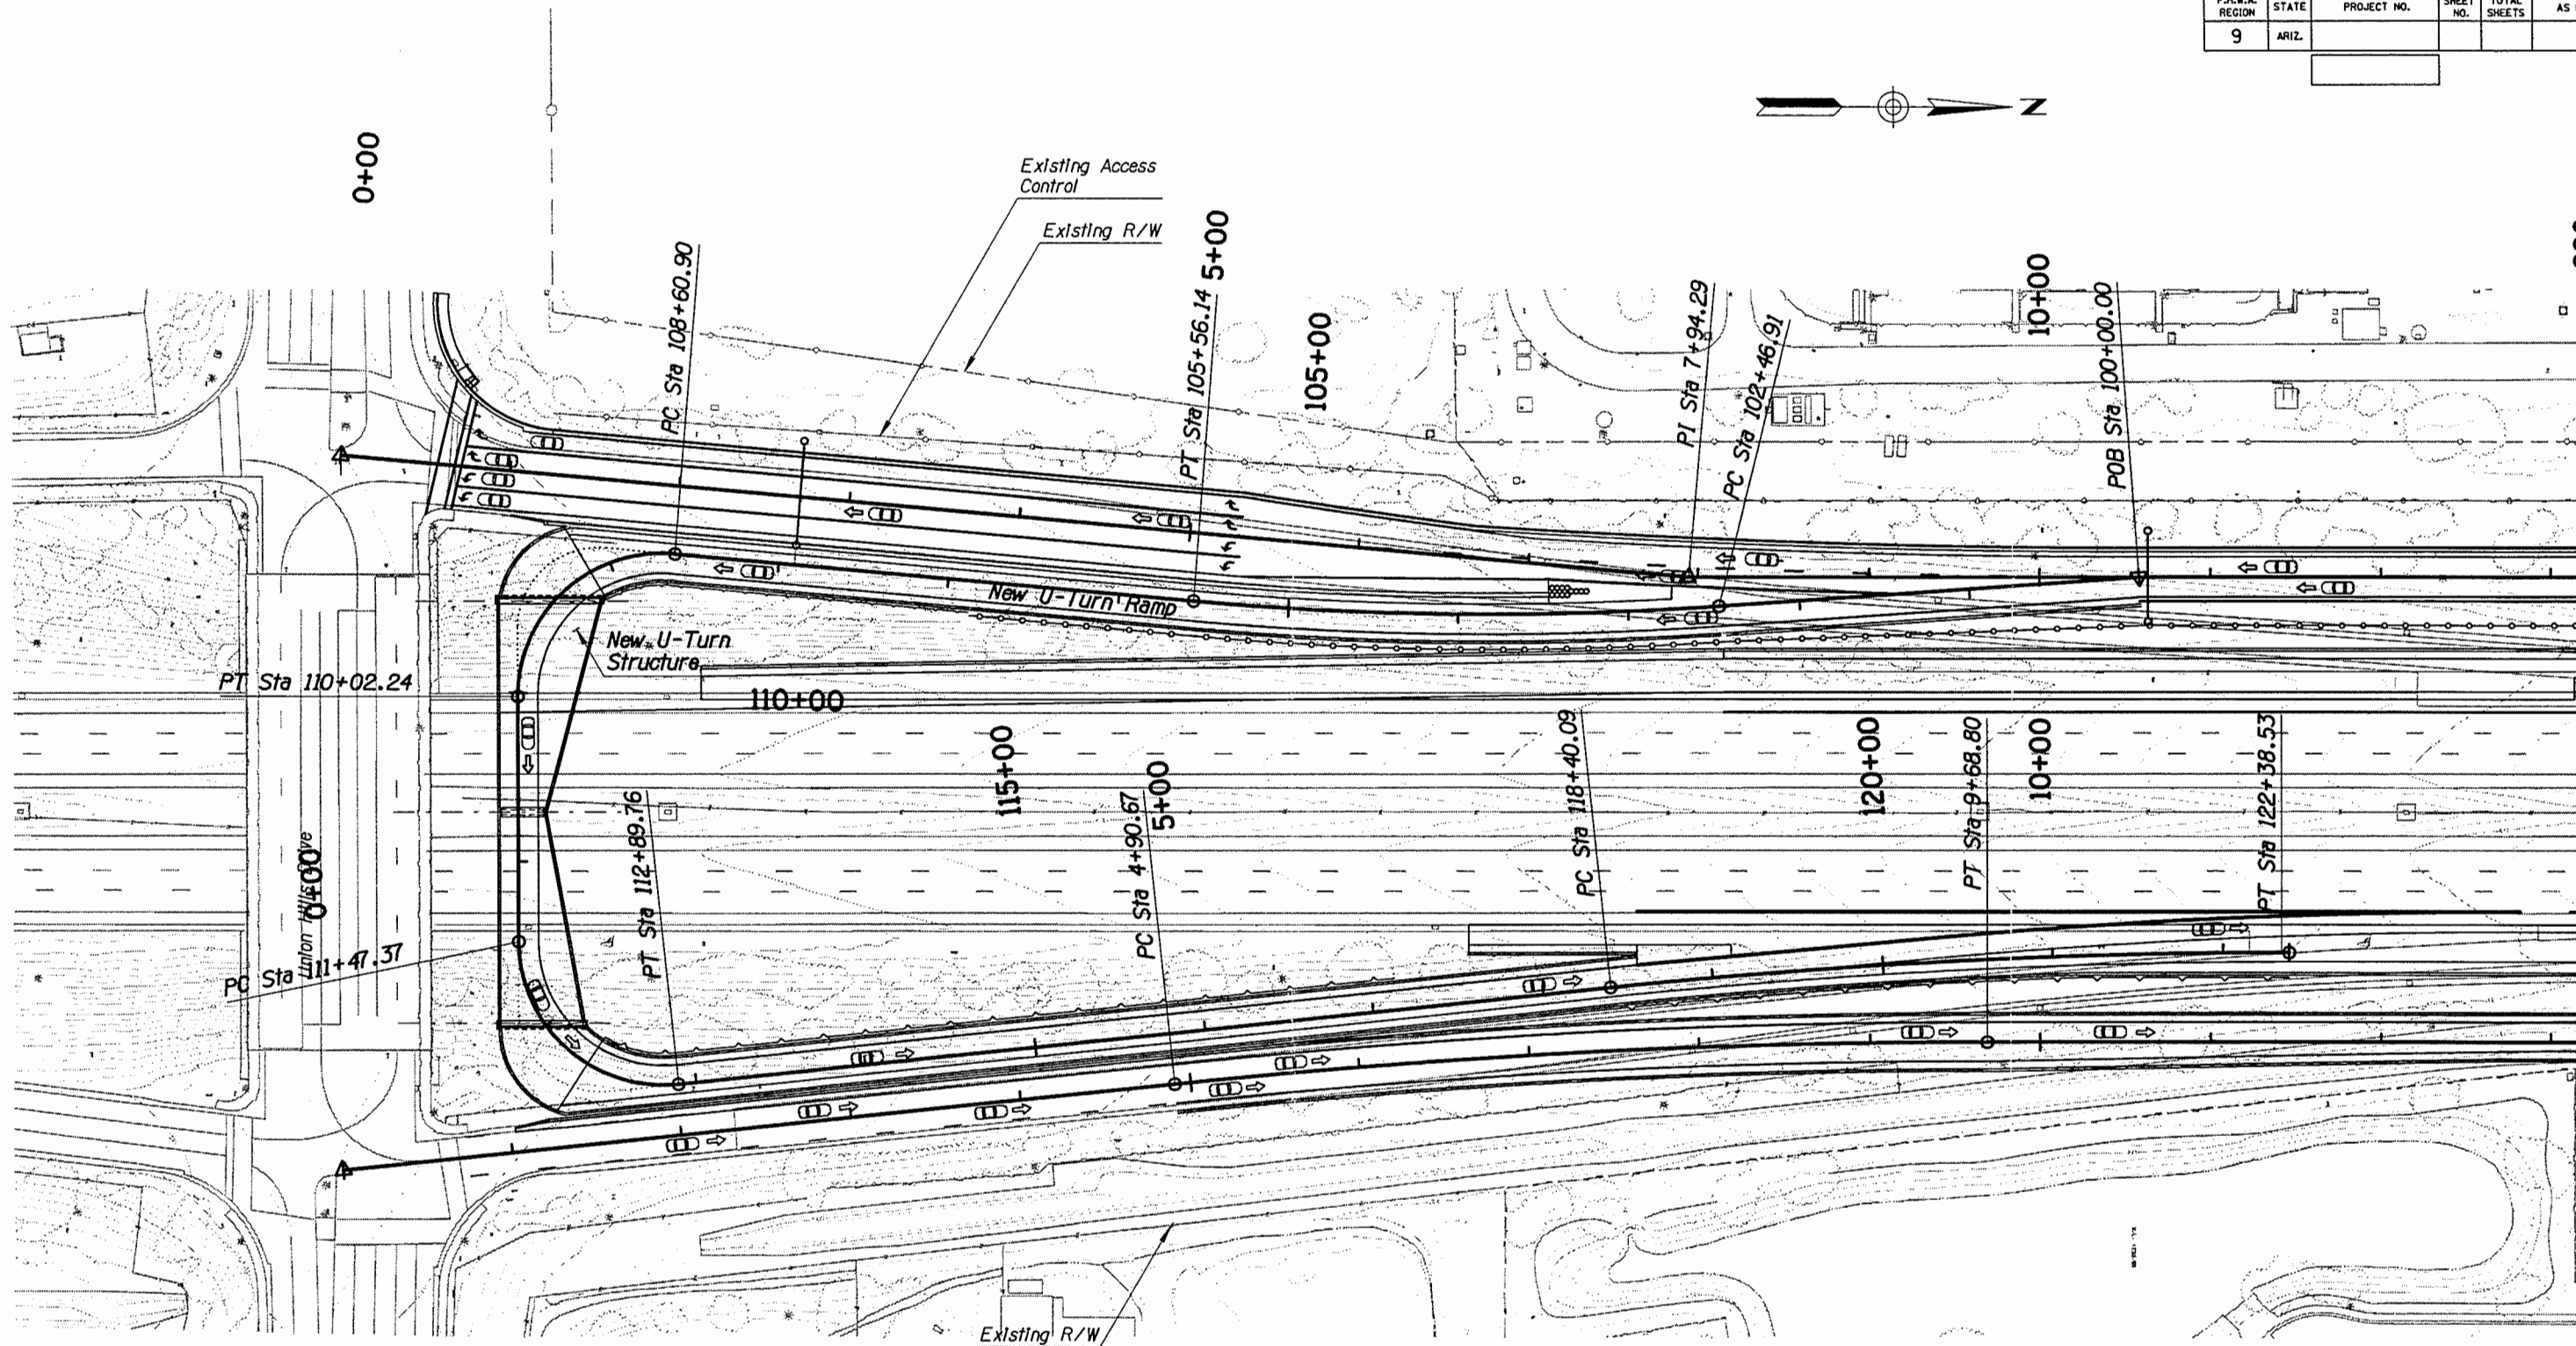 F.H.W.A. REGION
STATE
PROJECT NO.
SHEET NO.
TOTAL SHEETS
AS
9
ARIZ.
N
0+00
Existing Access
Control
Existing R/W
PC Sta 108+60.90
PT Sta 105+56.14
5+00
105+00
PI Sta 7+94.29
PC Sta 102+46.91
10+00
POB Sta 100+00.00
New U-Turn Ramp
New U-Turn
Structure
PT Sta 110+02.24
110+00
115+00
PT Sta 112+89.76
PC Sta 4+90.67
5+00
PC Sta 118+40.09
120+00
PT Sta 9+68.80
10+00
PT Sta 122+38.53
Union Hills Drive
0+00
PC Sta 111+47.37
Existing R/W